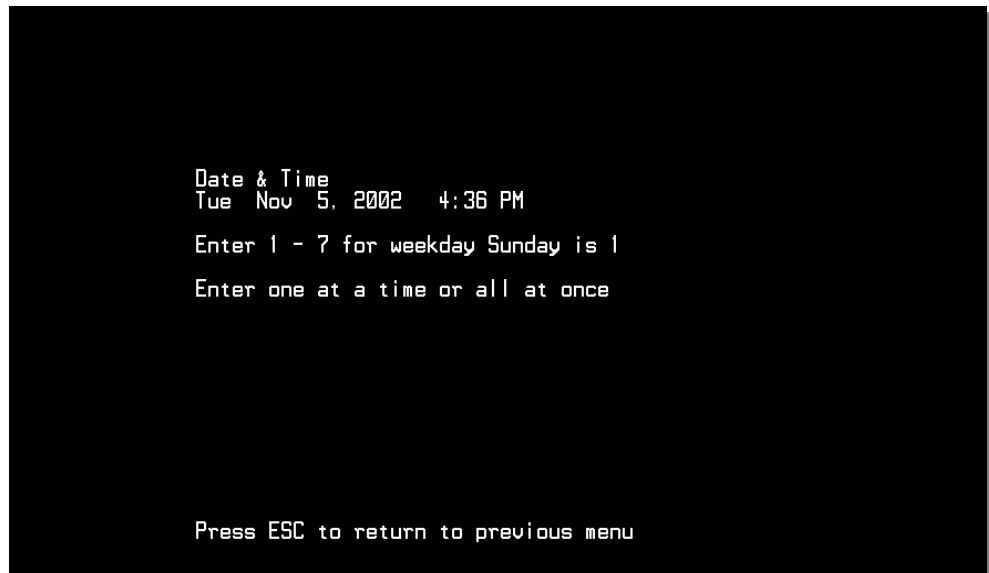 Date & Time
Tue  Nov  5, 2002   4:36 PM
Enter 1 - 7 for weekday Sunday is 1
Enter one at a time or all at once
Press ESC to return to previous menu